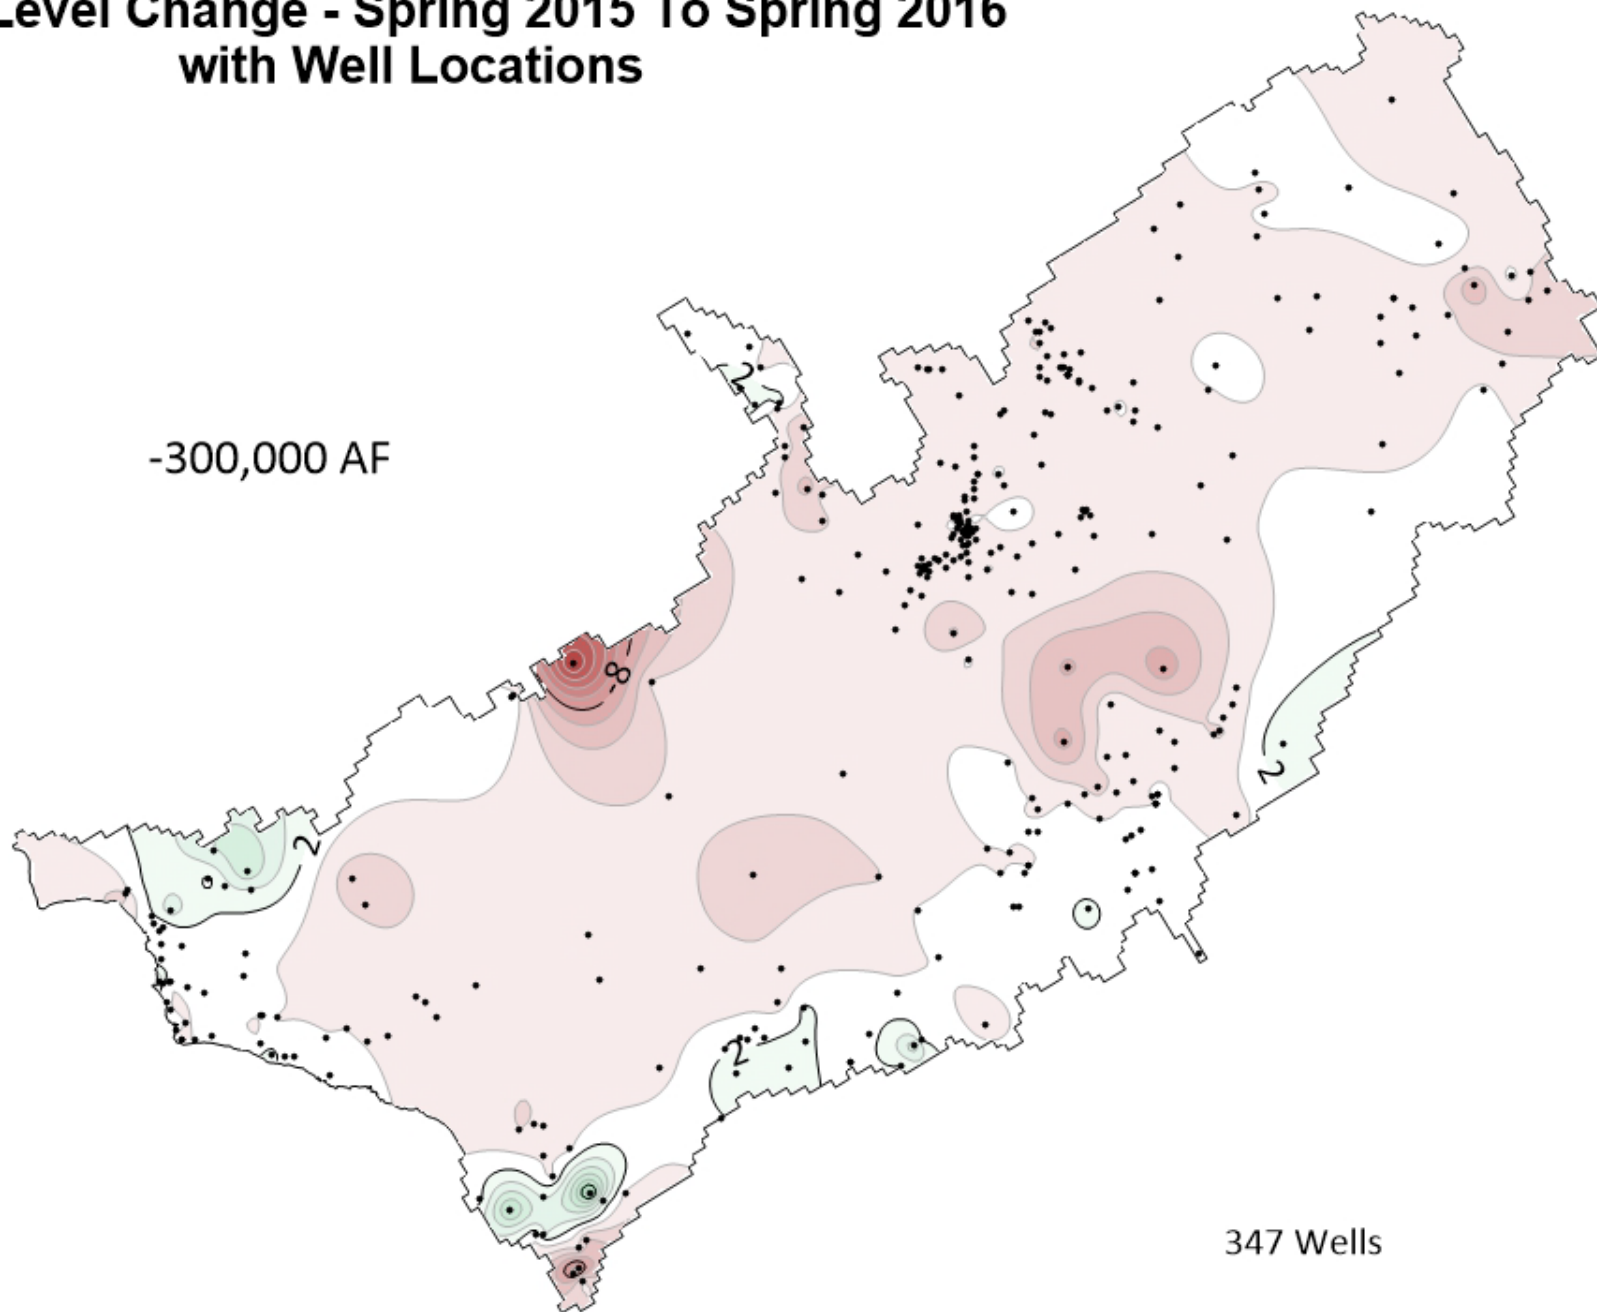 Level Change - Spring 2015 To Spring 2016
with Well Locations
2
-300,000 AF
-8
2
2
2
347 Wells